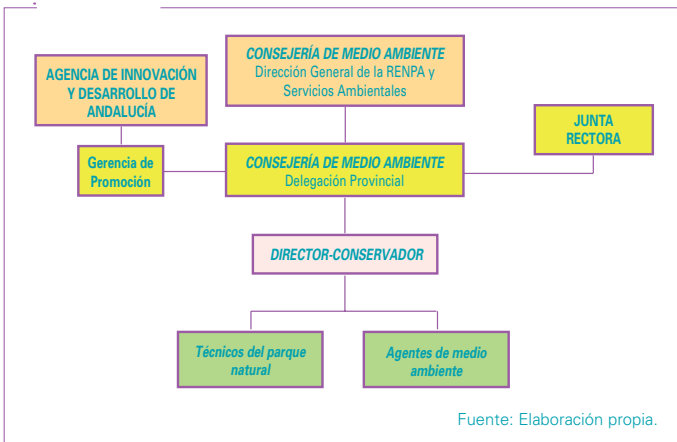 AGENCIA DE INNOVACIÓN
Y DESARROLLO DE
ANDALUCÍA
CONSEJERÍA DE MEDIO AMBIENTE
Dirección General de la RENPA y
Servicios Ambientales
JUNTA
RECTORA
Gerencia de
Promoción
CONSEJERÍA DE MEDIO AMBIENTE
Delegación Provincial
DIRECTOR-CONSERVADOR
Técnicos del parque
natural
Agentes de medio
ambiente
Fuente: Elaboración propia.